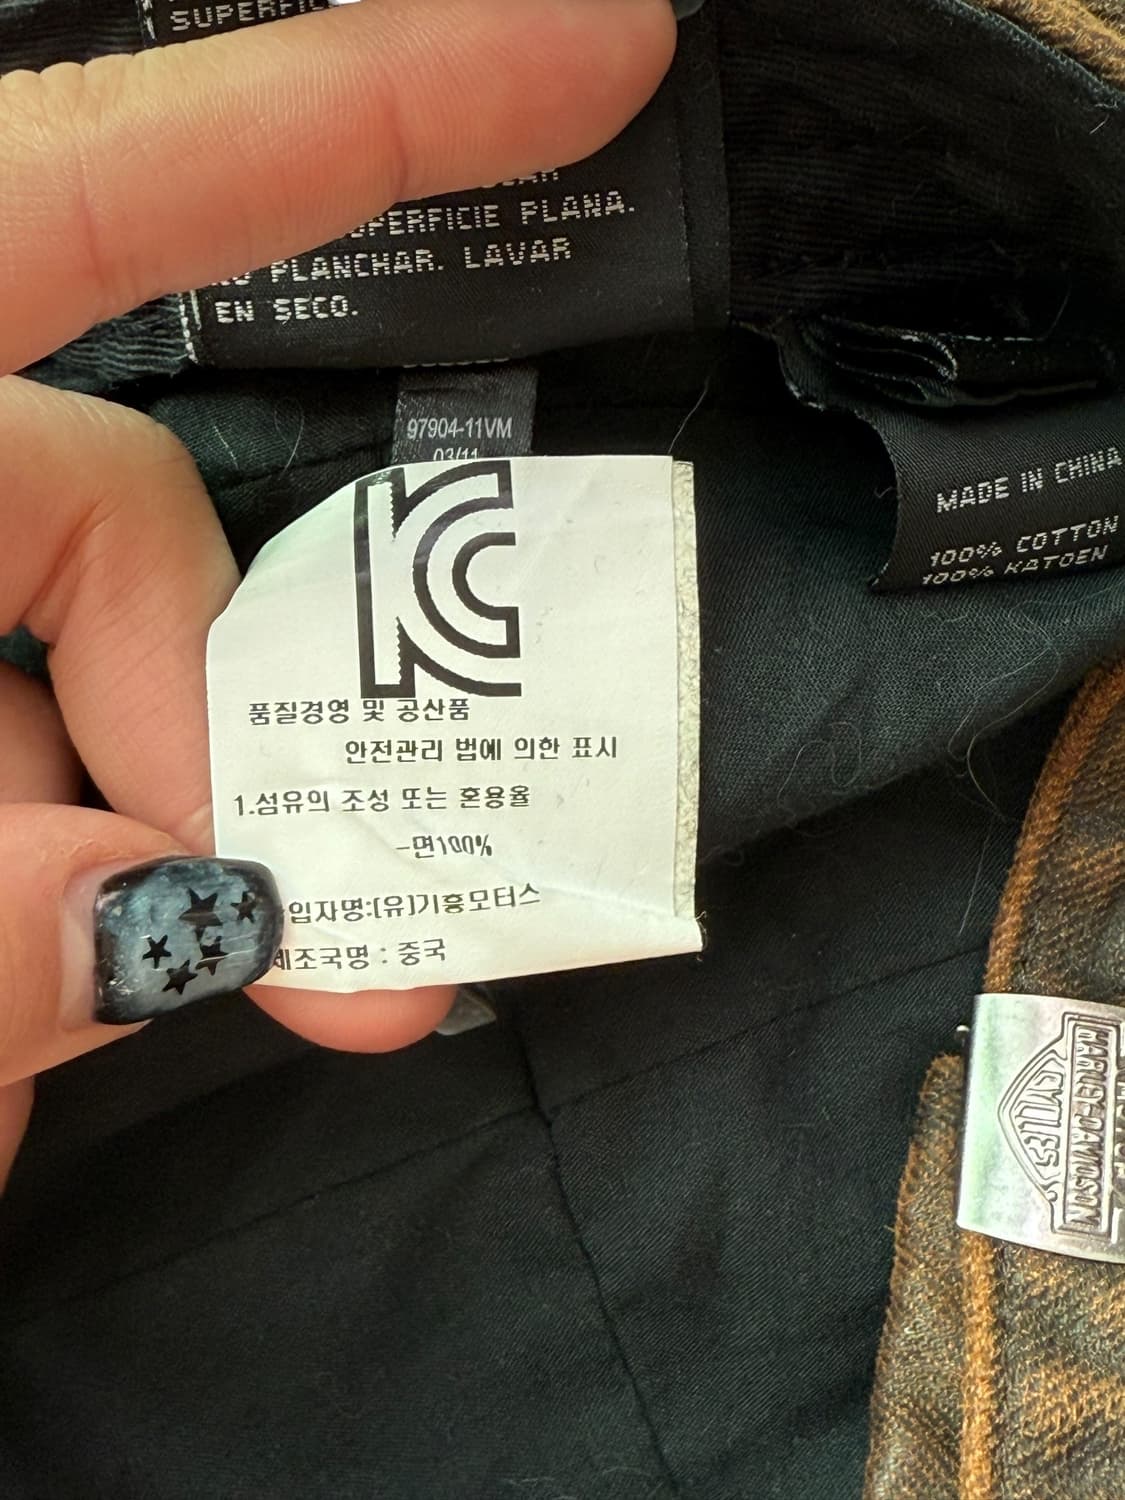 SUPERFIC
PERFICIE PLANA.
PLANCHAR. LAVAR
EN SECO.
97904-11VM
03/11
MADE IN CHINA
100% COTTON
100% KATOEN
KC
품질경영 및 공산품
안전관리 법에 의한 표시
1.섬유의 조성 또는 혼용율
-면100%
입자명:(유)기흥모터스
제조국명 : 중국
HARLEY-DAVIDSON
CYCLES